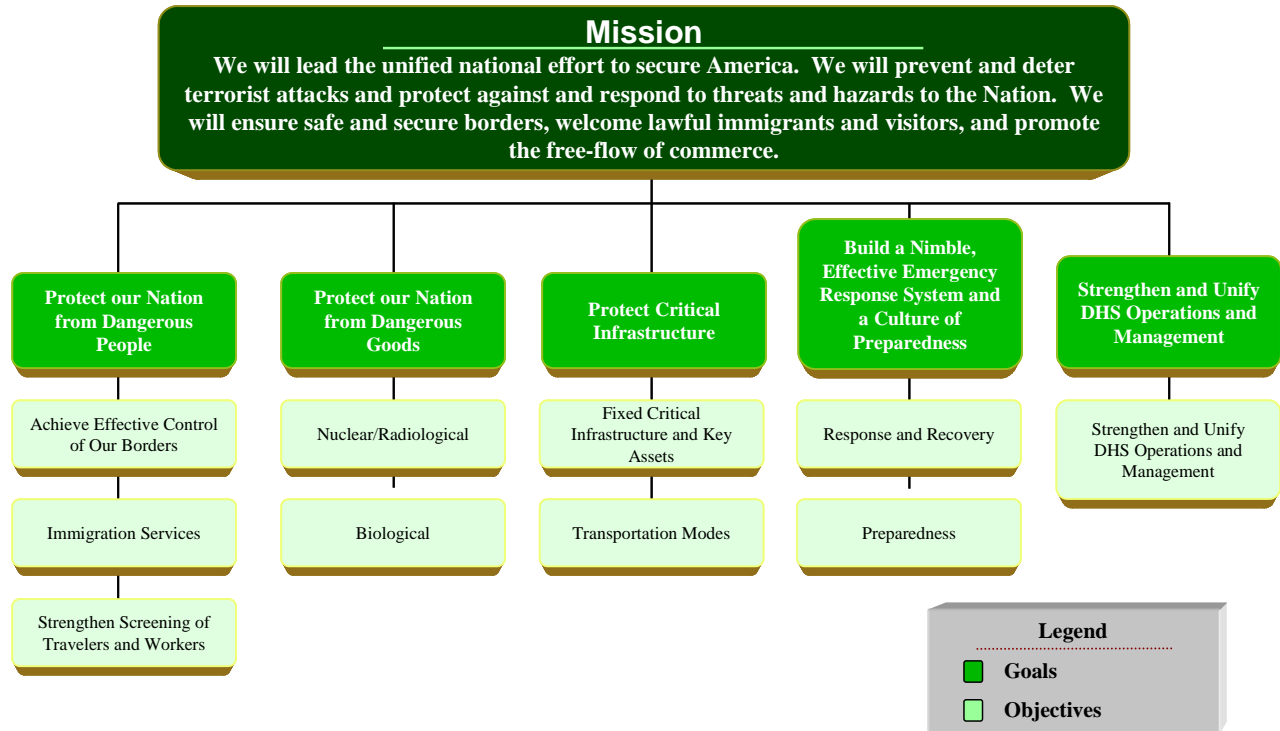 Mission
We will lead the unified national effort to secure America.  We will prevent and deter
terrorist attacks and protect against and respond to threats and hazards to the Nation.  We
will ensure safe and secure borders, welcome lawful immigrants and visitors, and promote
the free-flow of commerce.
Protect our Nation
from Dangerous
People
Achieve Effective Control
of Our Borders
Immigration Services
Strengthen Screening of
Travelers and Workers
Protect our Nation
from Dangerous
Goods
Nuclear/Radiological
Biological
Protect Critical
Infrastructure
Fixed Critical
Infrastructure and Key
Assets
Transportation Modes
Build a Nimble,
Effective Emergency
Response System and
a Culture of
Preparedness
Response and Recovery
Preparedness
Strengthen and Unify
DHS Operations and
Management
Strengthen and Unify
DHS Operations and
Management
Legend
Goals
Objectives